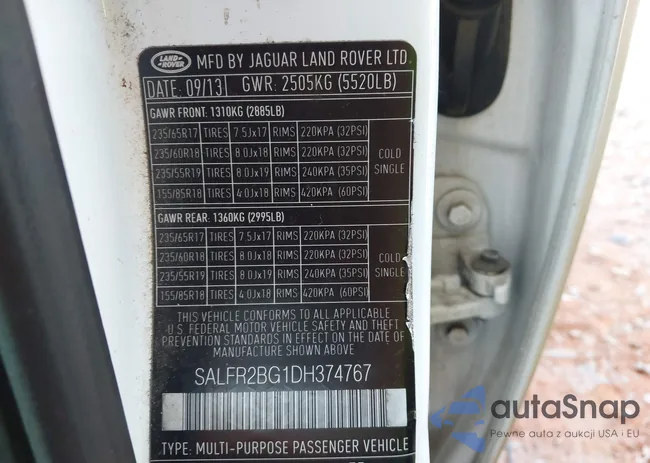 LAND ROVER
MFD BY JAGUAR LAND ROVER LTD
DATE: 09/13 GWR: 2505KG (5520LB)
GAWR FRONT: 1310KG (2885LB)
235/65R17 TIRES 7.5Jx17 RIMS 220KPA (32PSI)
235/60R18 TIRES 8.0Jx18 RIMS 220KPA (32PSI)
235/55R19 TIRES 8.0Jx19 RIMS 240KPA (35PSI)
155/85R18 TIRES 4.0Jx18 RIMS 420KPA (60PSI)
COLD
SINGLE
GAWR REAR: 1360KG (2995LB)
235/65R17 TIRES 7.5Jx17 RIMS 220KPA (32PSI)
235/60R18 TIRES 8.0Jx18 RIMS 220KPA (32PSI)
235/55R19 TIRES 8.0Jx19 RIMS 240KPA (35PSI)
155/85R18 TIRES 4.0Jx18 RIMS 420KPA (60PSI)
COLD
SINGLE
THIS VEHICLE CONFORMS TO ALL APPLICABLE
U.S. FEDERAL MOTOR VEHICLE SAFETY AND THEFT
PREVENTION STANDARDS IN EFFECT ON THE DATE
OF MANUFACTURE SHOWN ABOVE
SALFR2BG1DH374767
TYPE: MULTI-PURPOSE PASSENGER VEHICLE
autoSnap
Pewne auta z aukcji USA i EU